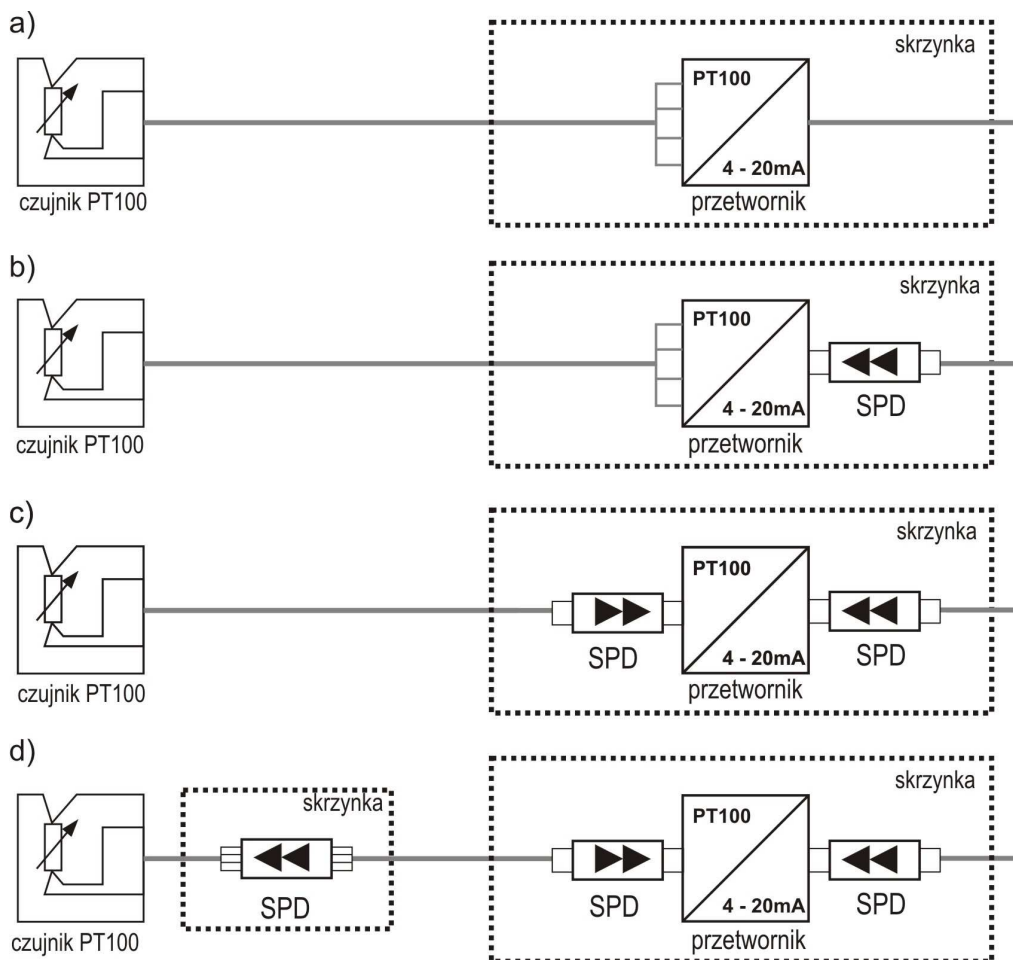 a)
skrzynka
PT100
4 - 20mA
czujnik PT100
przetwornik
b)
skrzynka
PT100
4 - 20mA
SPD
czujnik PT100
przetwornik
c)
skrzynka
PT100
4 - 20mA
SPD
SPD
czujnik PT100
przetwornik
d)
skrzynka
skrzynka
PT100
4 - 20mA
SPD
SPD
SPD
czujnik PT100
przetwornik